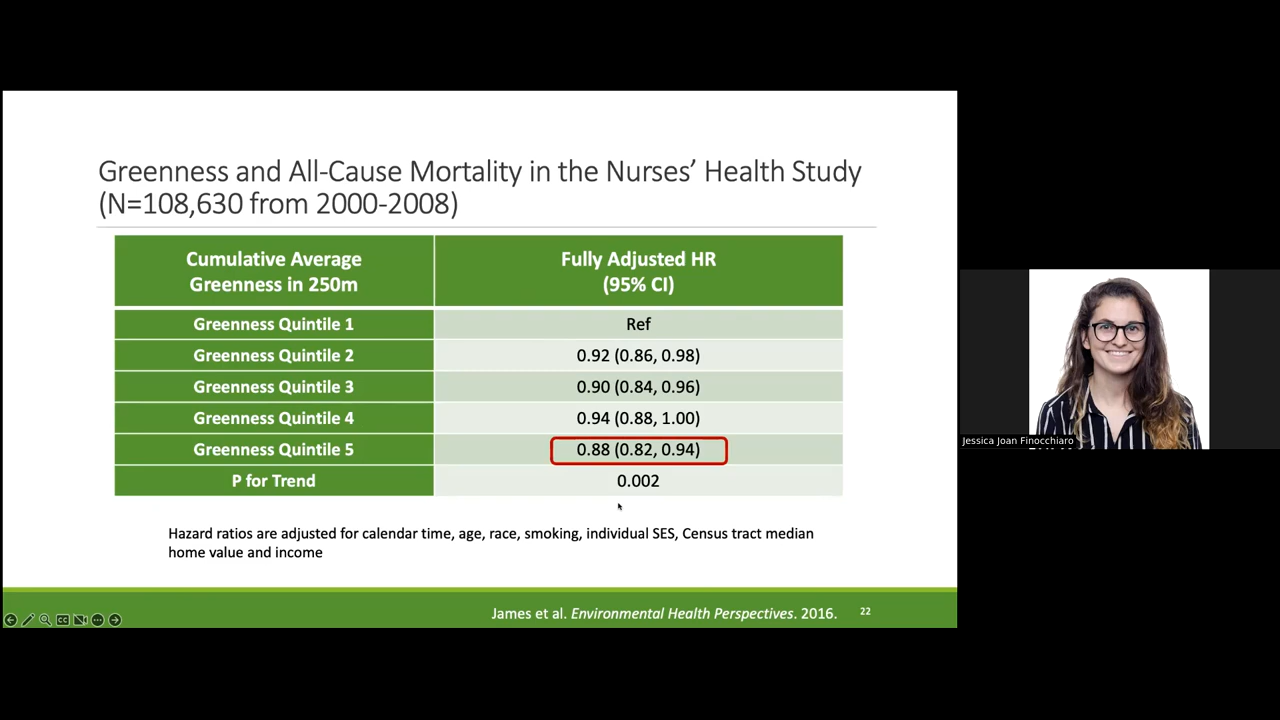 Greenness and All-Cause Mortality in the Nurses’ Health Study
(N=108,630 from 2000-2008)
Cumulative Average
Greenness in 250m
Fully Adjusted HR
(95% CI)
Greenness Quintile 1
Ref
Greenness Quintile 2
0.92 (0.86, 0.98)
Greenness Quintile 3
0.90 (0.84, 0.96)
Greenness Quintile 4
0.94 (0.88, 1.00)
Greenness Quintile 5
0.88 (0.82, 0.94)
P for Trend
0.002
Hazard ratios are adjusted for calendar time, age, race, smoking, individual SES, Census tract median
home value and income
James et al. Environmental Health Perspectives. 2016.
22
Jessica Joan Finocchiaro